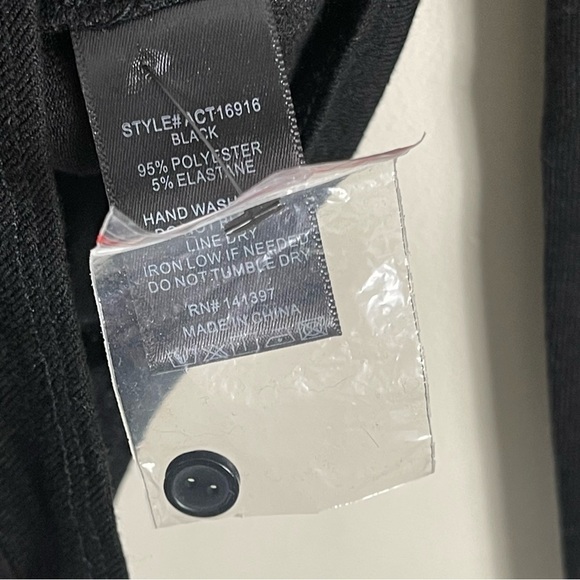 STYLE# CT16916
BLACK
95% POLYESTER
5% ELASTANE
HAND WASH
LINE DRY
IRON LOW IF NEEDED
DO NOT TUMBLE DRY
RN# 141397
MADE IN CHINA